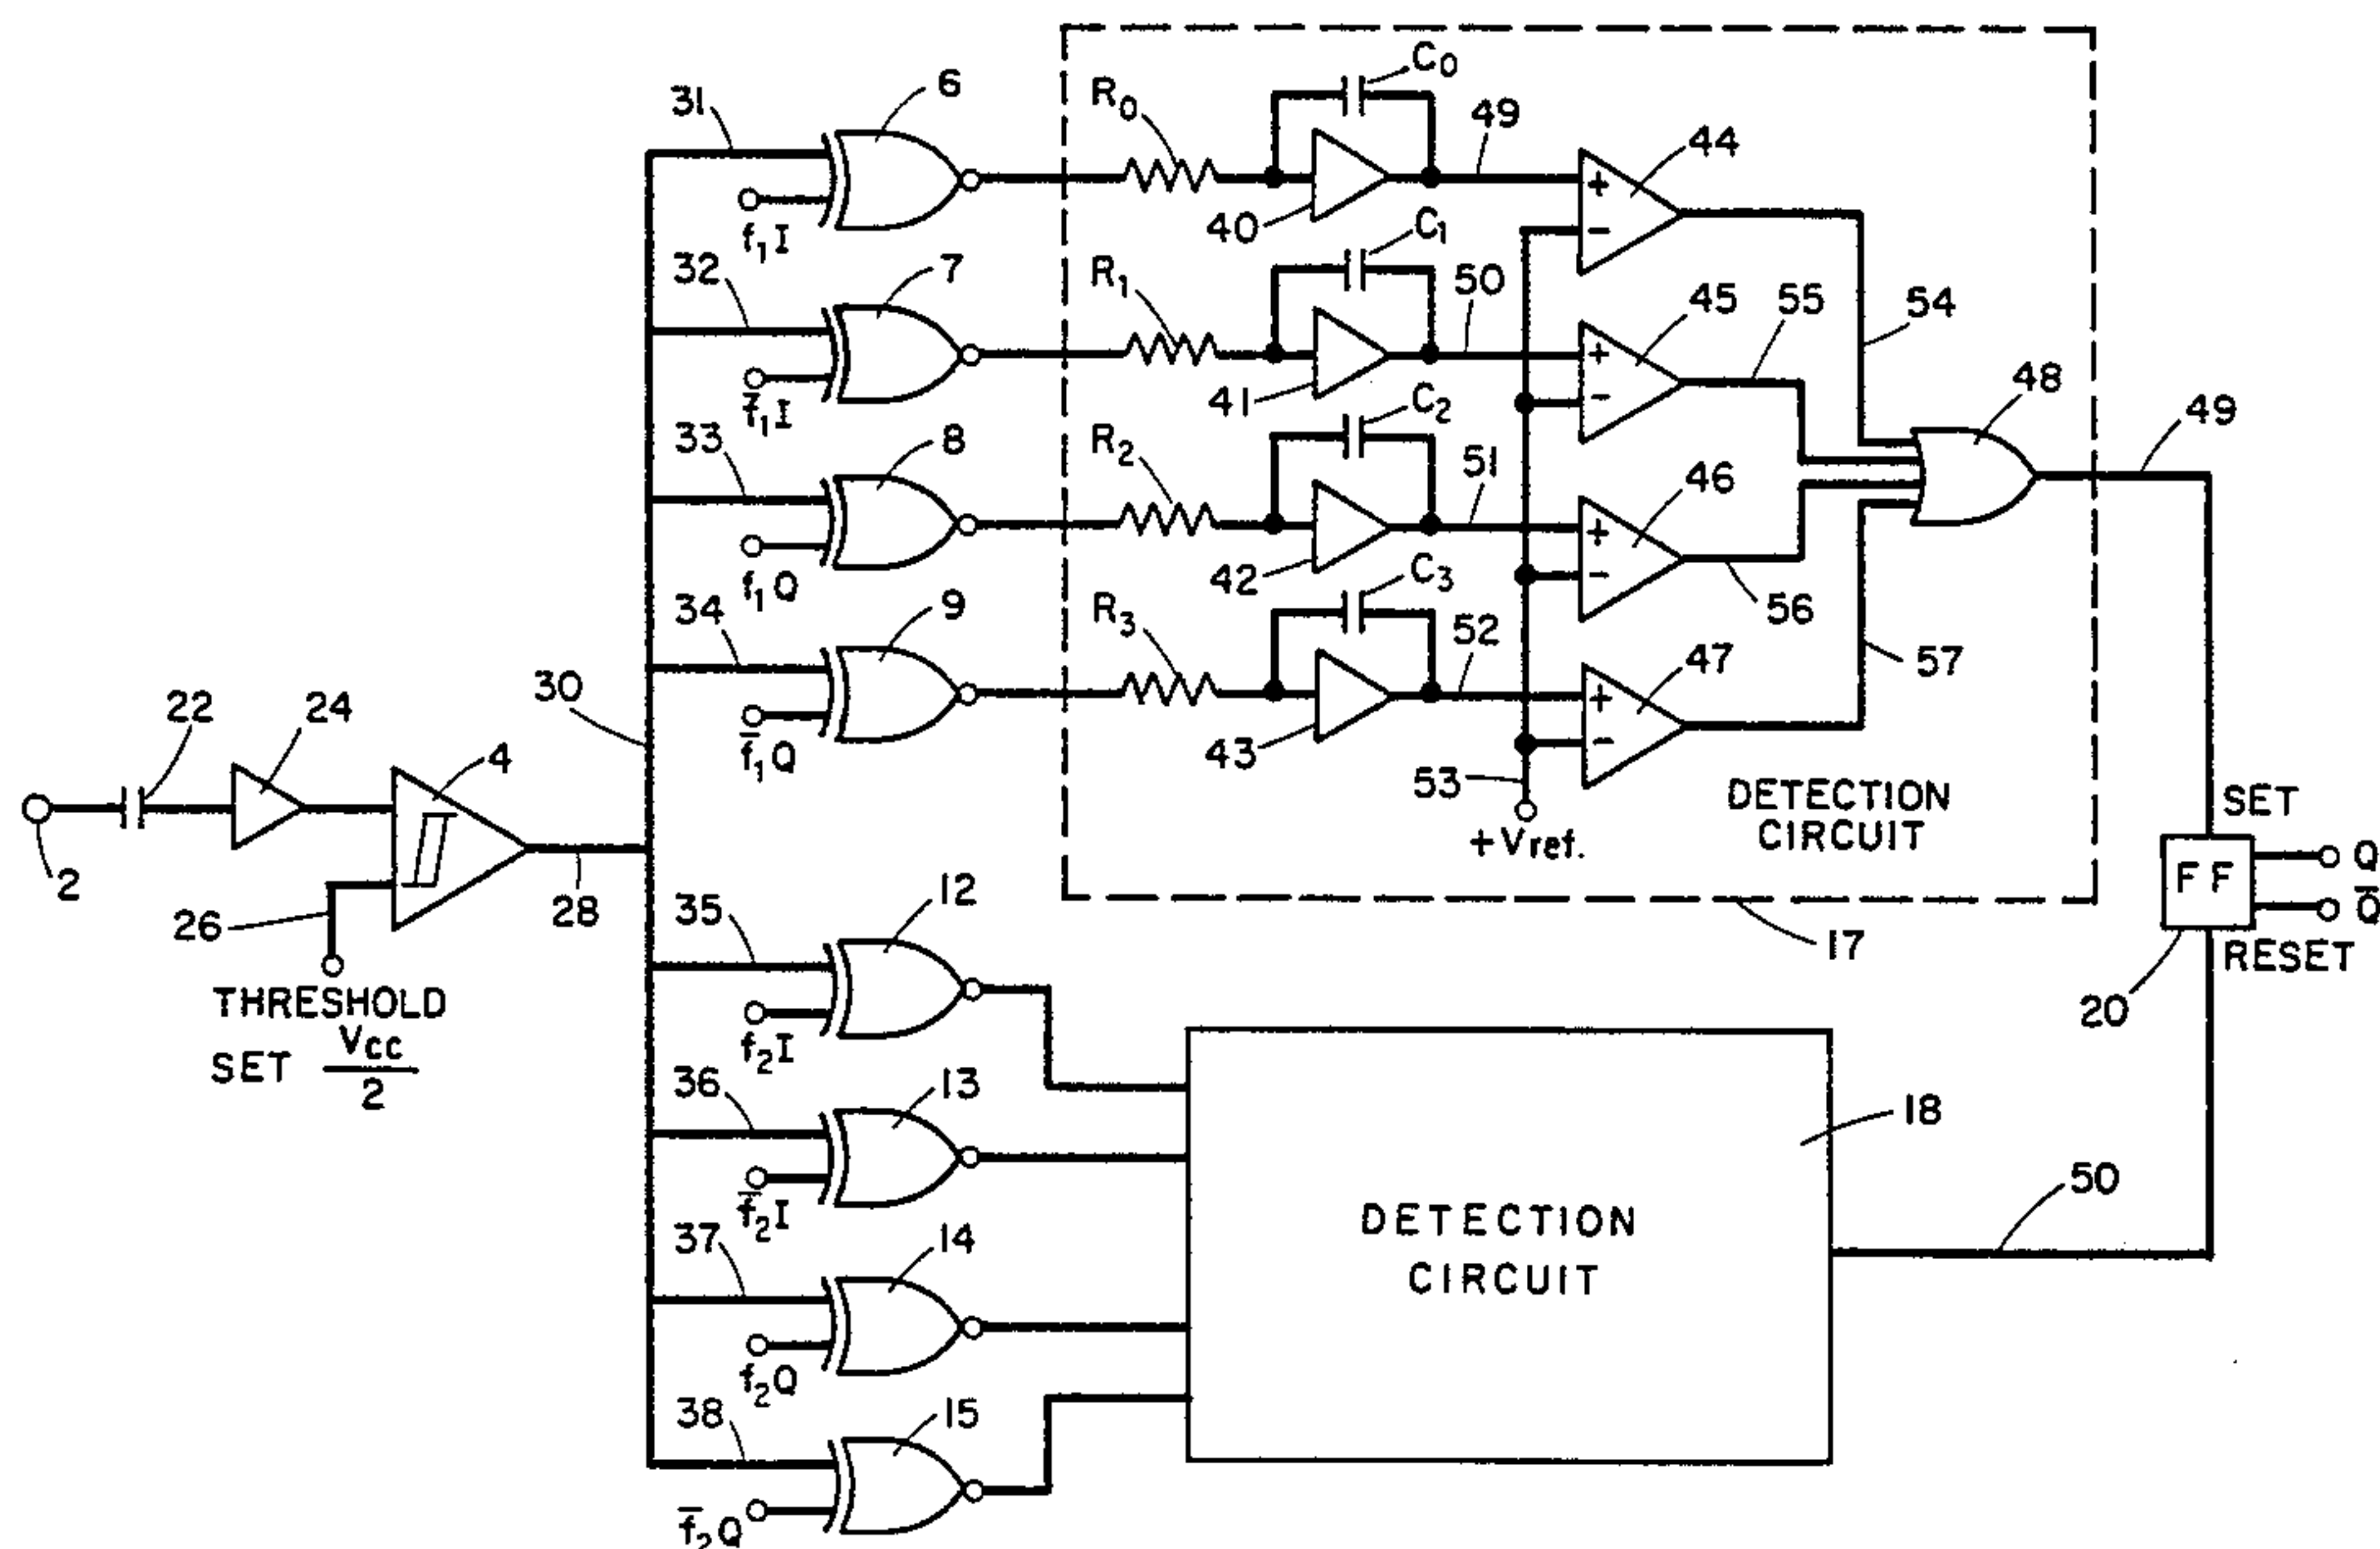 C₀
6
31
R₀
49
44
f₁I
40
C₁
7
32
R₁
50
45
55
54
f̄₁I
41
C₂
48
49
8
33
R₂
51
46
f₁Q
42
C₃
56
9
34
R₃
52
47
57
30
22
24
4
f̄₁Q
43
53
DETECTION
CIRCUIT
+Vref.
SET
FF
Q
Q̄
2
28
12
35
26
17
RESET
20
THRESHOLD
SET Vcc
2
f₂I
36
13
18
f̄₂I
50
37
14
DETECTION
CIRCUIT
f₂Q
38
15
f̄₂Q
+
−
+
−
+
−
+
−